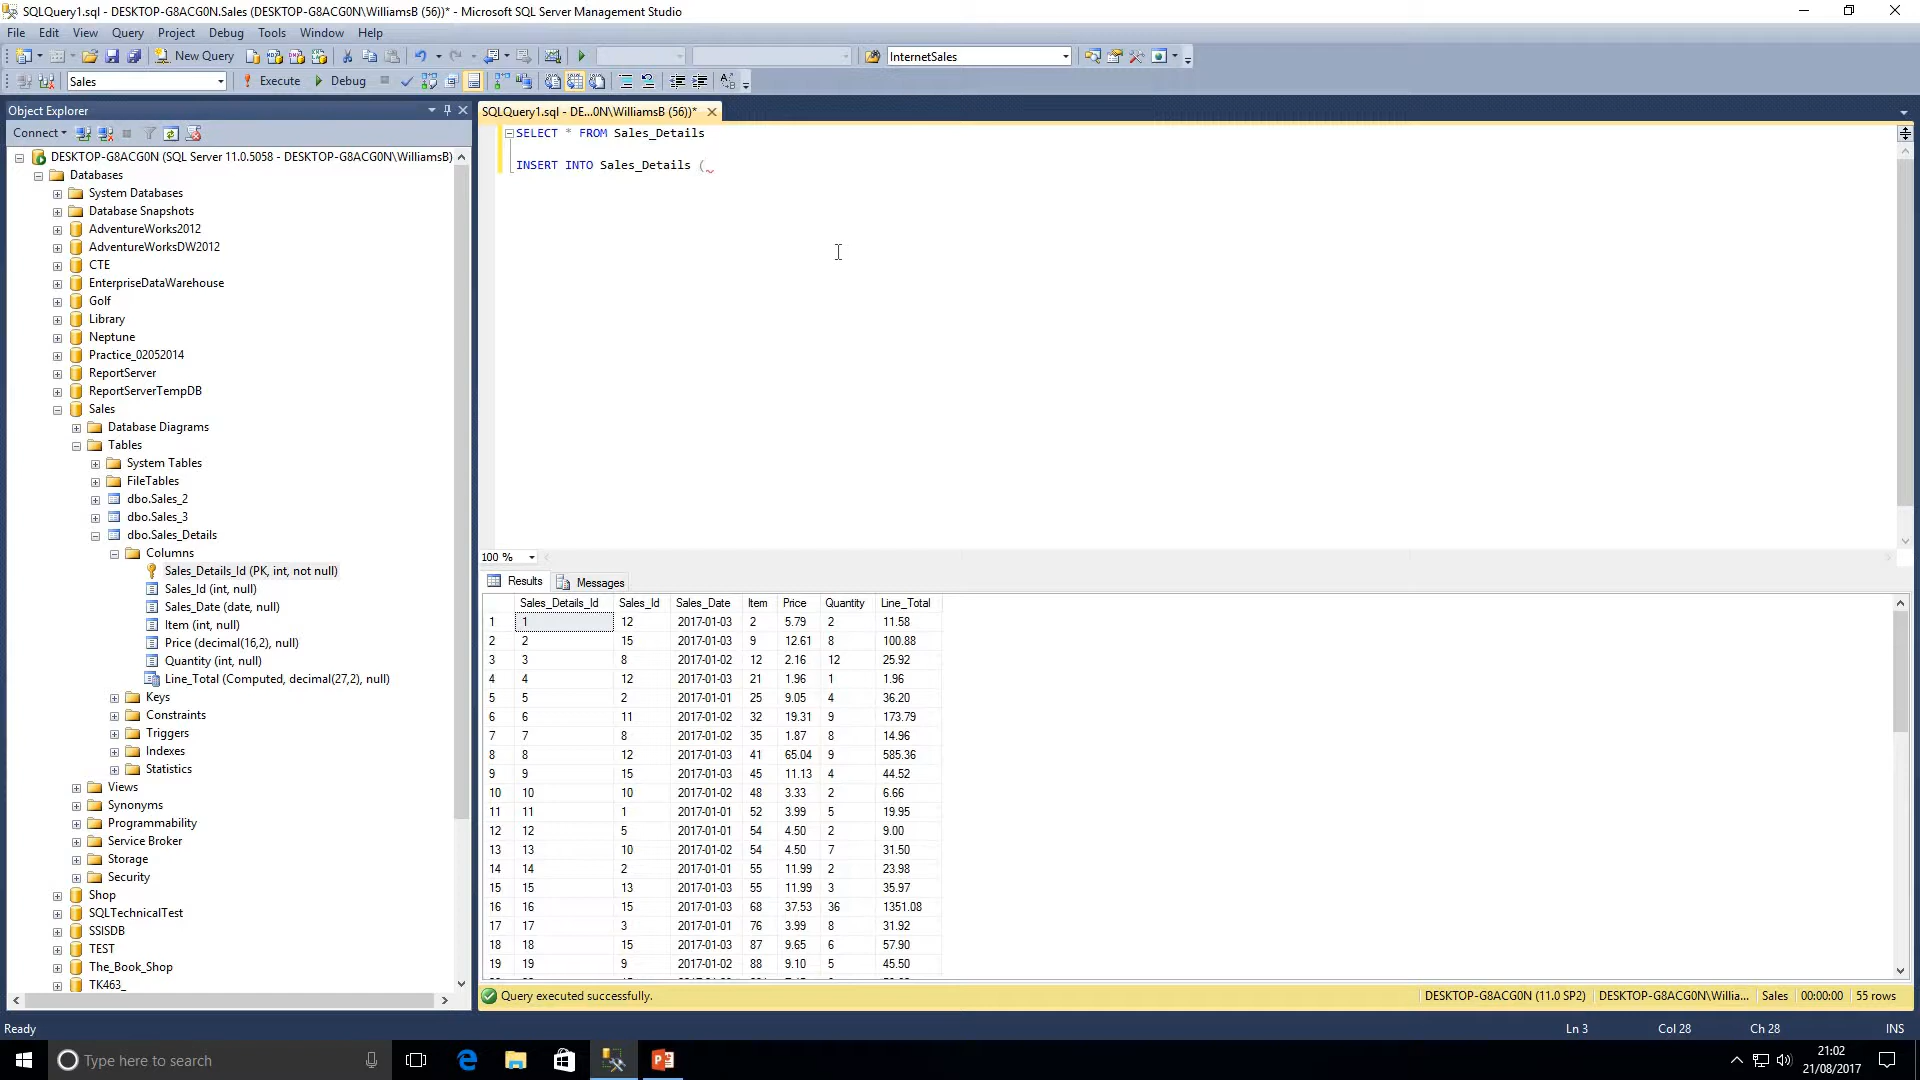 SQLQuery1.sql - DESKTOP-G8ACG0N.Sales (DESKTOP-G8ACG0N\WilliamsB (56))* - Microsoft SQL Server Management Studio
File Edit View Query Project Debug Tools Window Help
New Query InternetSales
Sales Execute Debug
Object Explorer
SQLQuery1.sql - DE...0N\WilliamsB (56))*
Connect
SELECT * FROM Sales_Details
INSERT INTO Sales_Details (
DESKTOP-G8ACG0N (SQL Server 11.0.5058 - DESKTOP-G8ACG0N\WilliamsB)
Databases
System Databases
Database Snapshots
AdventureWorks2012
AdventureWorksDW2012
CTE
EnterpriseDataWarehouse
Golf
Library
Neptune
Practice_02052014
ReportServer
ReportServerTempDB
Sales
Database Diagrams
Tables
System Tables
FileTables
dbo.Sales_2
dbo.Sales_3
dbo.Sales_Details
Columns
Sales_Details_Id (PK, int, not null)
Sales_Id (int, null)
Sales_Date (date, null)
Item (int, null)
Price (decimal(16,2), null)
Quantity (int, null)
Line_Total (Computed, decimal(27,2), null)
Keys
Constraints
Triggers
Indexes
Statistics
Views
Synonyms
Programmability
Service Broker
Storage
Security
Shop
SQLTechnicalTest
SSISDB
TEST
The_Book_Shop
TK463_
100 %
Results Messages
Sales_Details_Id Sales_Id Sales_Date Item Price Quantity Line_Total
1 1 12 2017-01-03 2 5.79 2 11.58
2 2 15 2017-01-03 9 12.61 8 100.88
3 3 8 2017-01-02 12 2.16 12 25.92
4 4 12 2017-01-03 21 1.96 1 1.96
5 5 2 2017-01-01 25 9.05 4 36.20
6 6 11 2017-01-02 32 19.31 9 173.79
7 7 8 2017-01-02 35 1.87 8 14.96
8 8 12 2017-01-03 41 65.04 9 585.36
9 9 15 2017-01-03 45 11.13 4 44.52
10 10 10 2017-01-02 48 3.33 2 6.66
11 11 1 2017-01-01 52 3.99 5 19.95
12 12 5 2017-01-01 54 4.50 2 9.00
13 13 10 2017-01-02 54 4.50 7 31.50
14 14 2 2017-01-01 55 11.99 2 23.98
15 15 13 2017-01-03 55 11.99 3 35.97
16 16 15 2017-01-03 68 37.53 36 1351.08
17 17 3 2017-01-01 76 3.99 8 31.92
18 18 15 2017-01-03 87 9.65 6 57.90
19 19 9 2017-01-02 88 9.10 5 45.50
Query executed successfully. DESKTOP-G8ACG0N (11.0 SP2) DESKTOP-G8ACG0N\Willia... Sales 00:00:00 55 rows
Ready Ln 3 Col 28 Ch 28 INS
Type here to search
21:02
21/08/2017